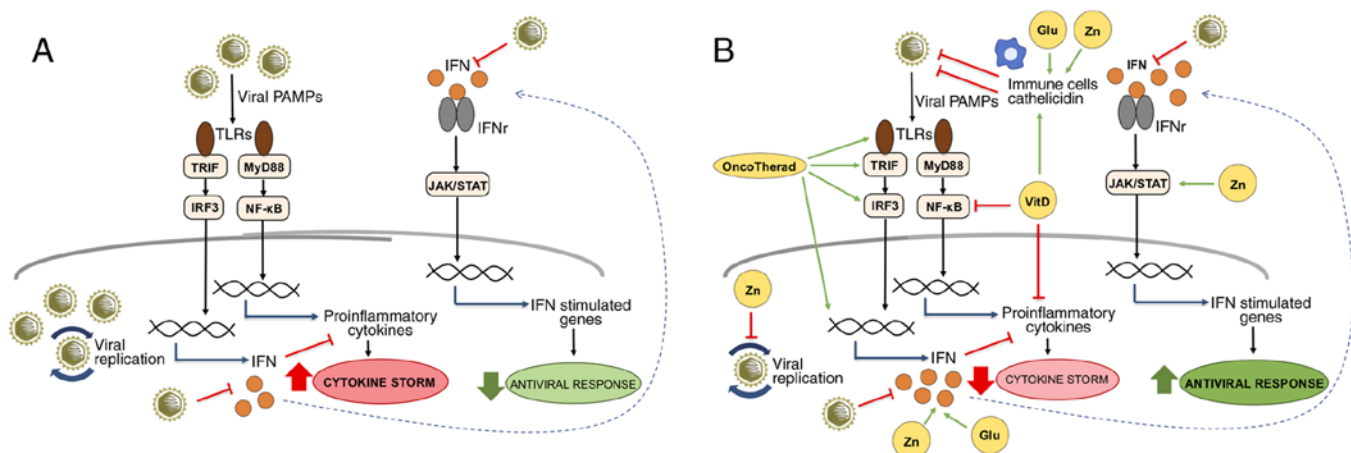 A
IFN
Viral PAMPs
TLRs
IFNr
TRIF
MyD88
JAK/STAT
IRF3
NF-κB
Viral
replication
Proinflammatory
cytokines
IFN stimulated
genes
IFN
CYTOKINE STORM
ANTIVIRAL RESPONSE
B
Glu
Zn
IFN
Immune cells
cathelicidin
Viral PAMPs
TLRs
IFNr
OncoTherad
TRIF
MyD88
JAK/STAT
Zn
IRF3
NF-κB
VitD
Zn
Proinflammatory
cytokines
IFN stimulated
genes
Viral
replication
IFN
CYTOKINE STORM
ANTIVIRAL RESPONSE
Zn
Glu